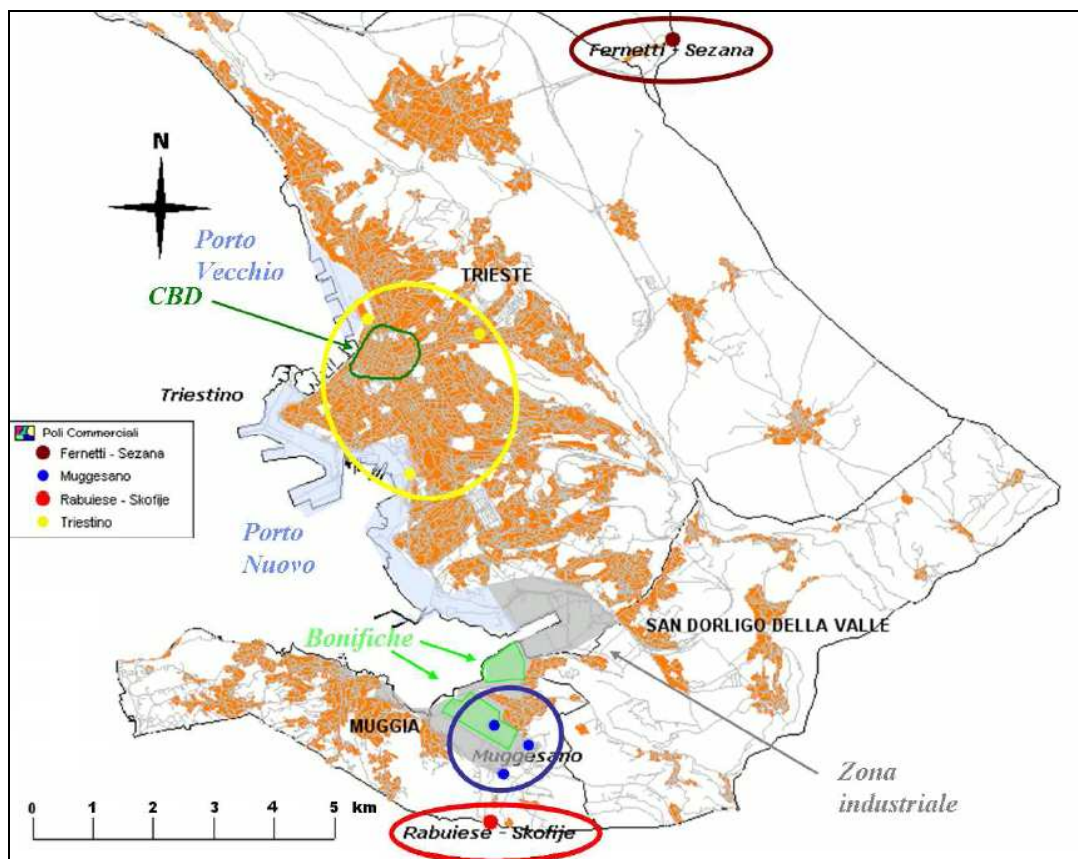 Fernetti - Sezana
N
Porto
Vecchio
TRIESTE
CBD
Triestino
Poli Commerciali
Fernetti - Sezana
Muggesano
Rabuiese - Skofije
Triestino
Porto
Nuovo
SAN DORLIGO DELLA VALLE
Bonifiche
MUGGIA
Muggesano
Zona
industriale
0 1 2 3 4 5 km
Rabuiese - Skofije